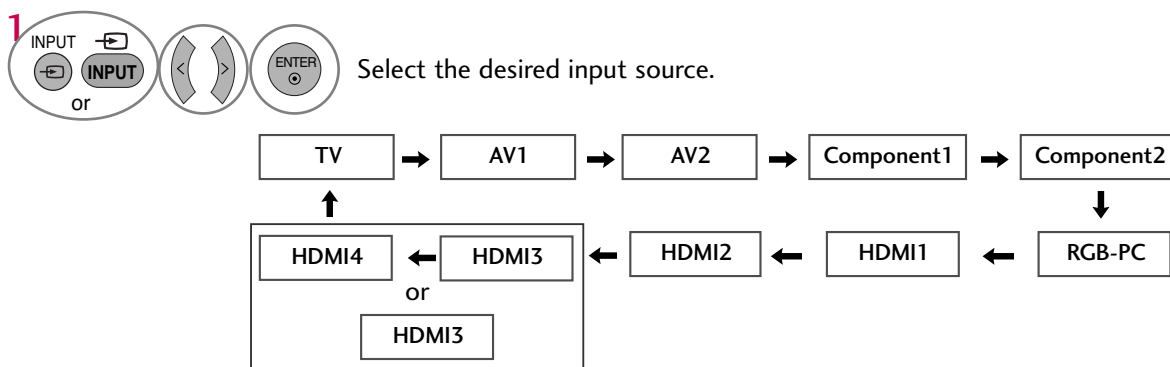 1
INPUT
INPUT
or
ENTER
Select the desired input source.
TV AV1 AV2 Component1 Component2
HDMI4 HDMI3 HDMI2 HDMI1 RGB-PC
or
HDMI3